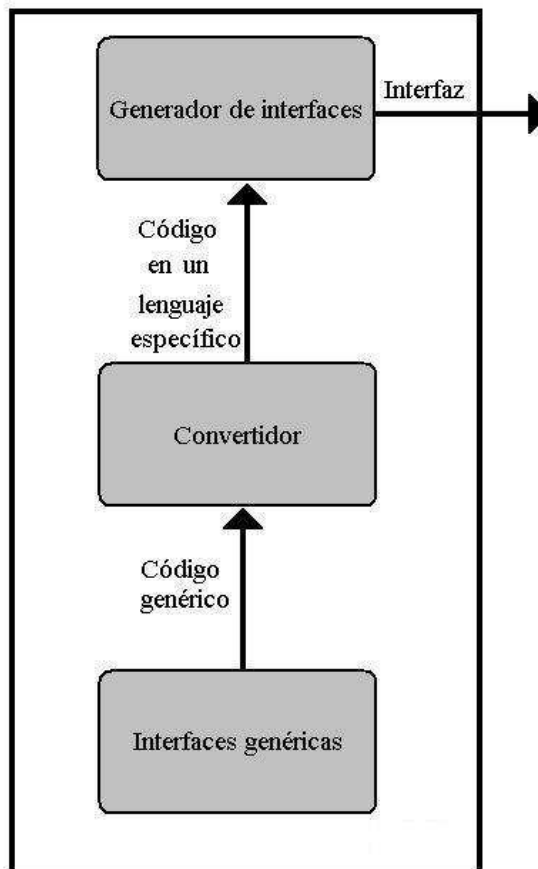 Generador de interfaces
Interfaz
Código
en un
lenguaje
específico
Convertidor
Código
genérico
Interfaces genéricas